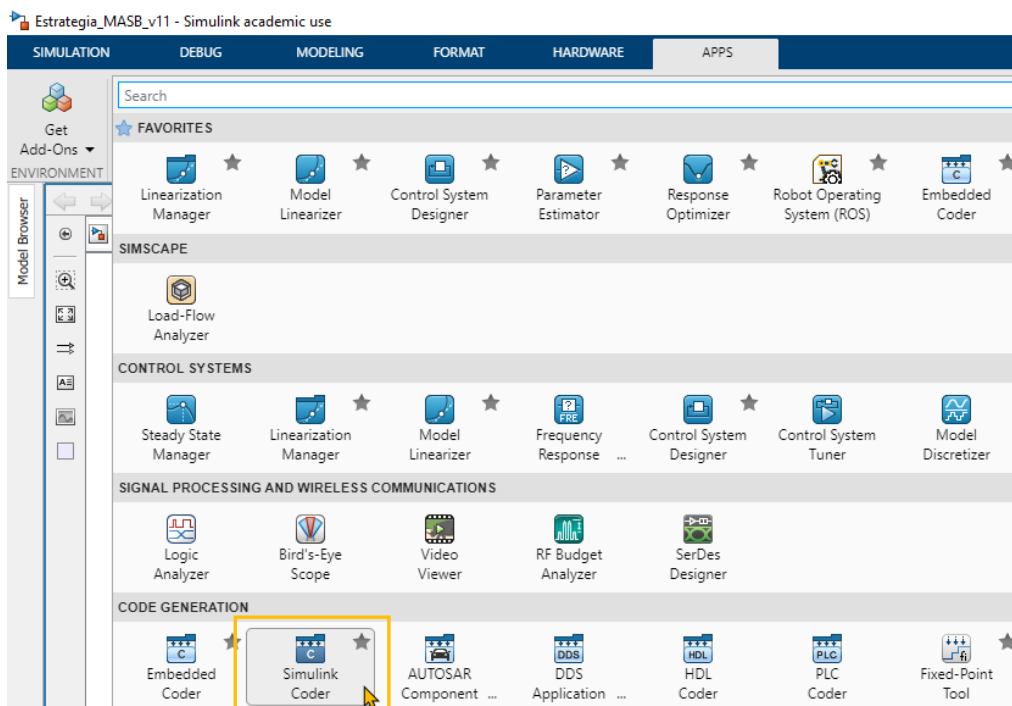 Estrategia_MASB_v11 - Simulink academic use
SIMULATION DEBUG MODELING FORMAT HARDWARE APPS
Get
Add-Ons
ENVIRONMENT
Model Browser
Search
FAVORITES
Linearization Model Control System Parameter Response Robot Operating Embedded
Manager Linearizer Designer Estimator Optimizer System (ROS) Coder
SIMSCAPE
Load-Flow
Analyzer
CONTROL SYSTEMS
Steady State Linearization Model Frequency Control System Control System Model
Manager Manager Linearizer Response ... Designer Tuner Discretizer
SIGNAL PROCESSING AND WIRELESS COMMUNICATIONS
Logic Bird's-Eye Video RF Budget SerDes
Analyzer Scope Viewer Analyzer Designer
CODE GENERATION
Embedded Simulink AUTOSAR DDS HDL PLC Fixed-Point
Coder Coder Component ... Application ... Coder Coder Tool